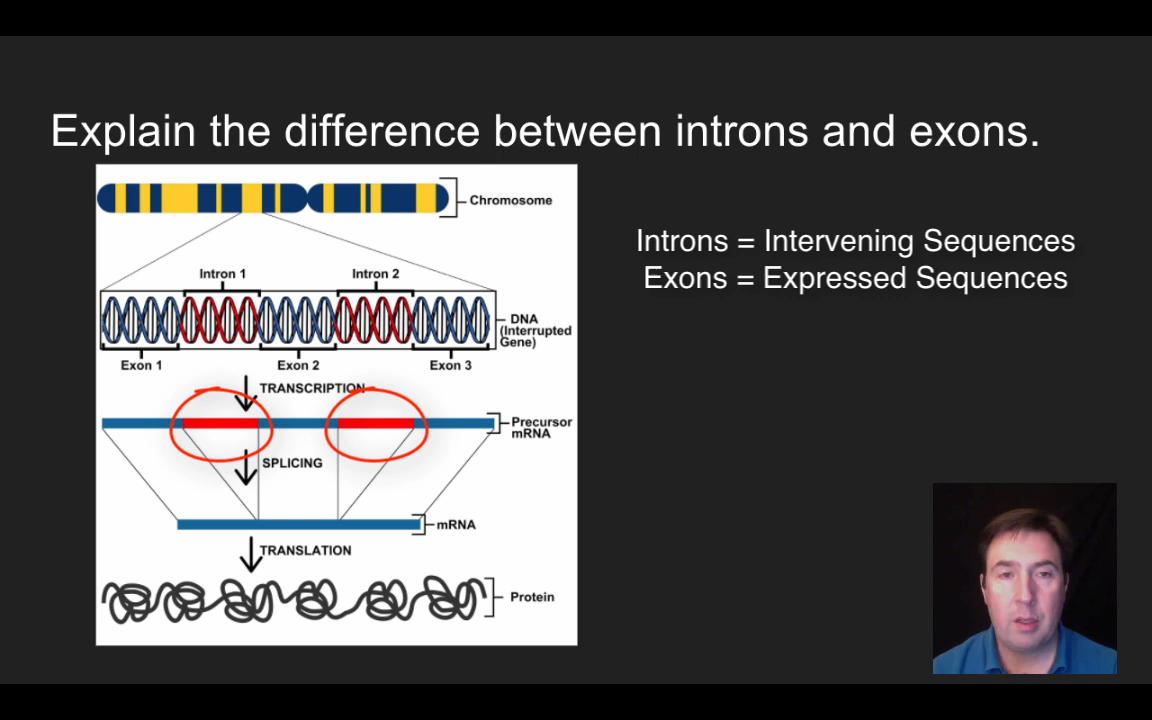 Explain the difference between introns and exons.
Chromosome
Introns = Intervening Sequences
Exons = Expressed Sequences
Intron 1
Intron 2
DNA
(Interrupted
Gene)
Exon 1
Exon 2
Exon 3
TRANSCRIPTION
Precursor
mRNA
SPLICING
mRNA
TRANSLATION
Protein